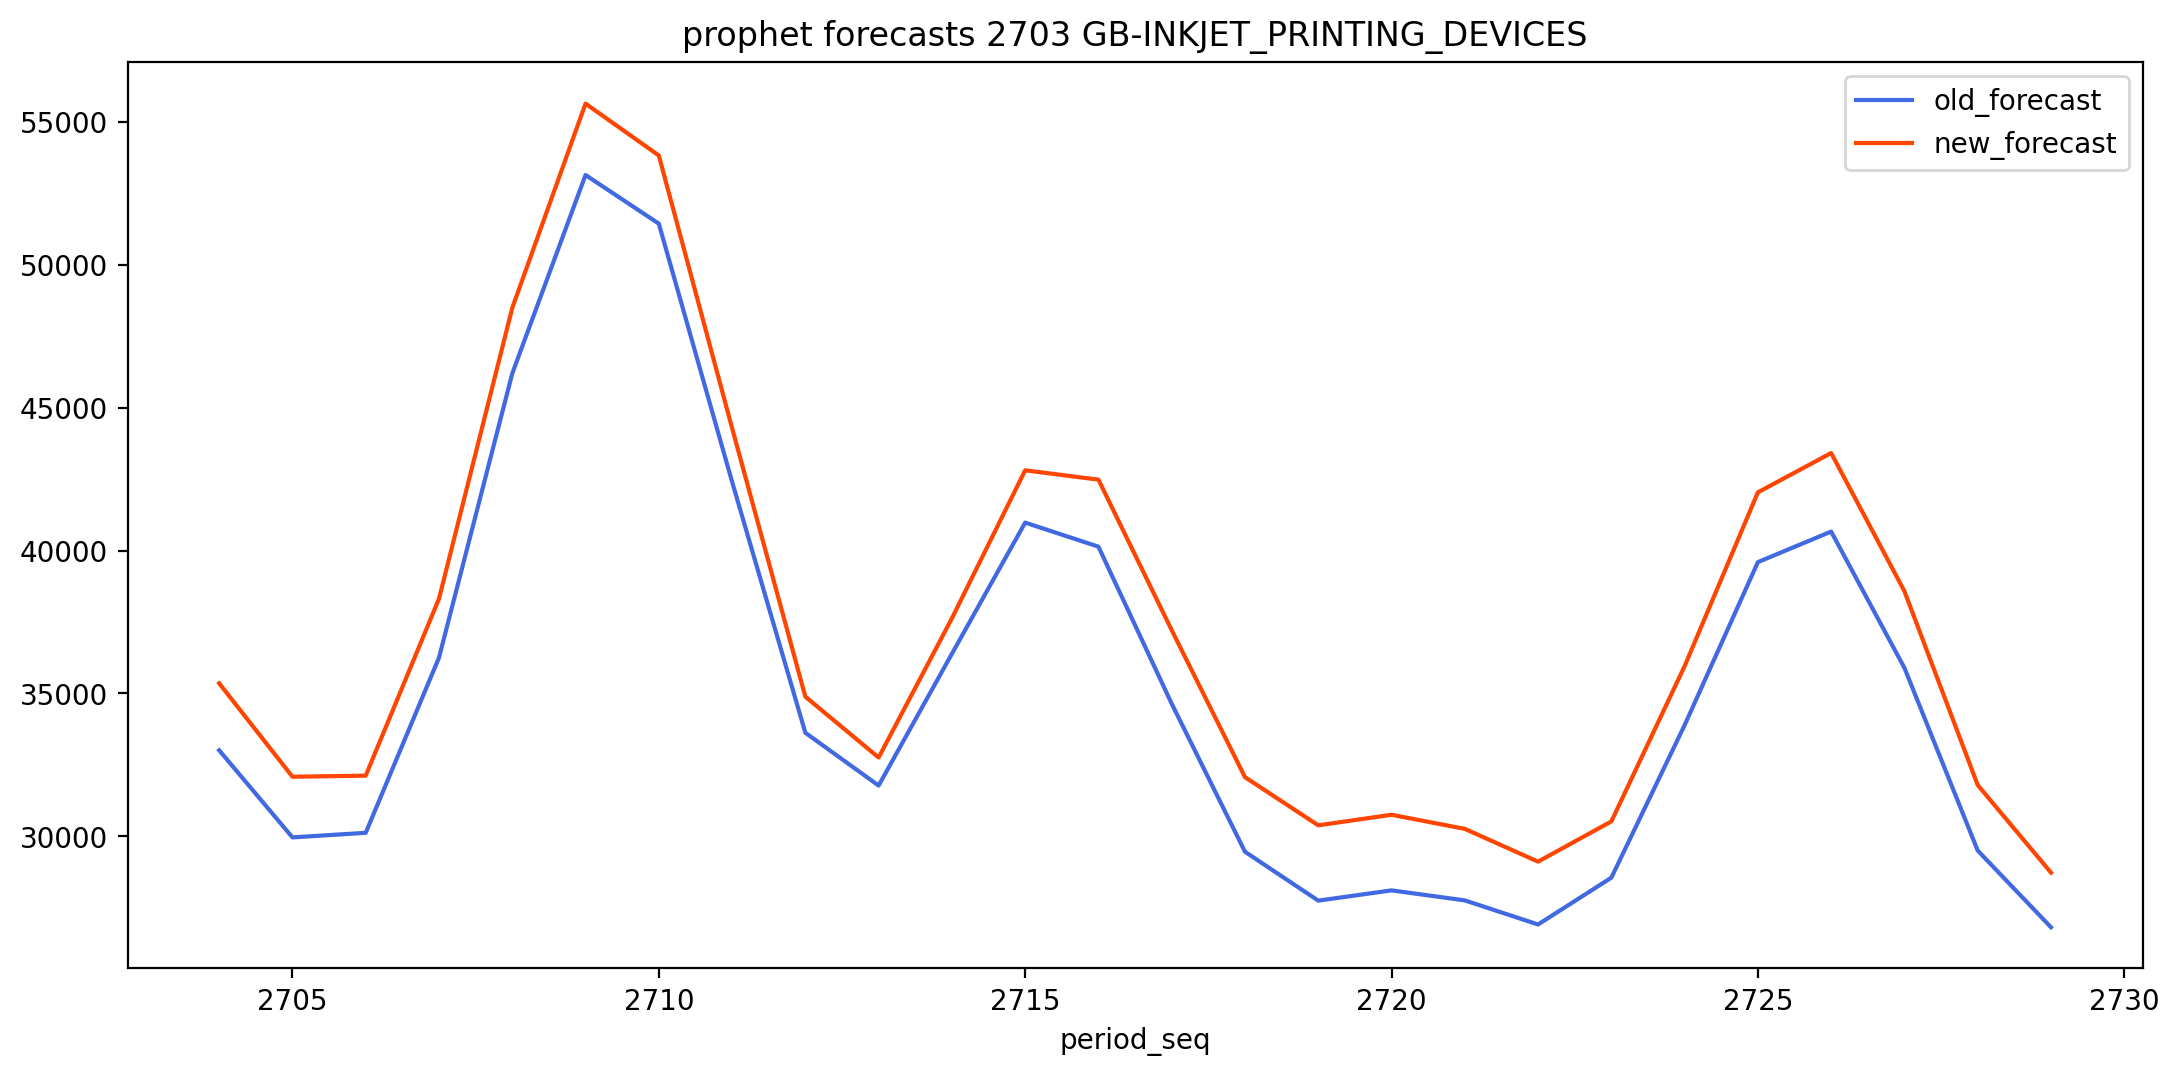 prophet forecasts 2703 GB-INKJET_PRINTING_DEVICES
old_forecast
new_forecast
55000
50000
45000
40000
35000
30000
2705 2710 2715 2720 2725 2730
period_seq